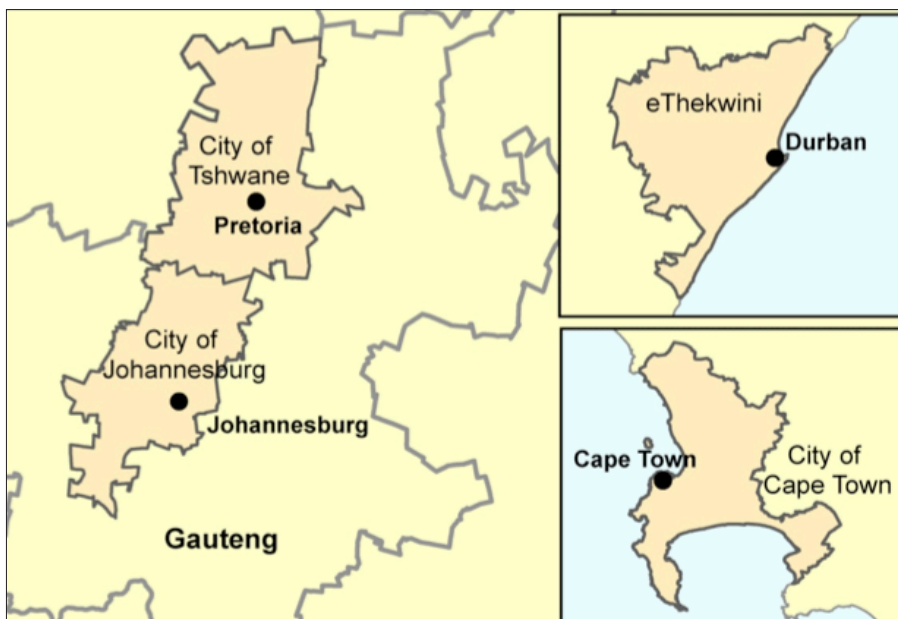 City of
Tshwane
Pretoria
City of
Johannesburg
Johannesburg
Gauteng
eThekwini
Durban
Cape Town
City of
Cape Town